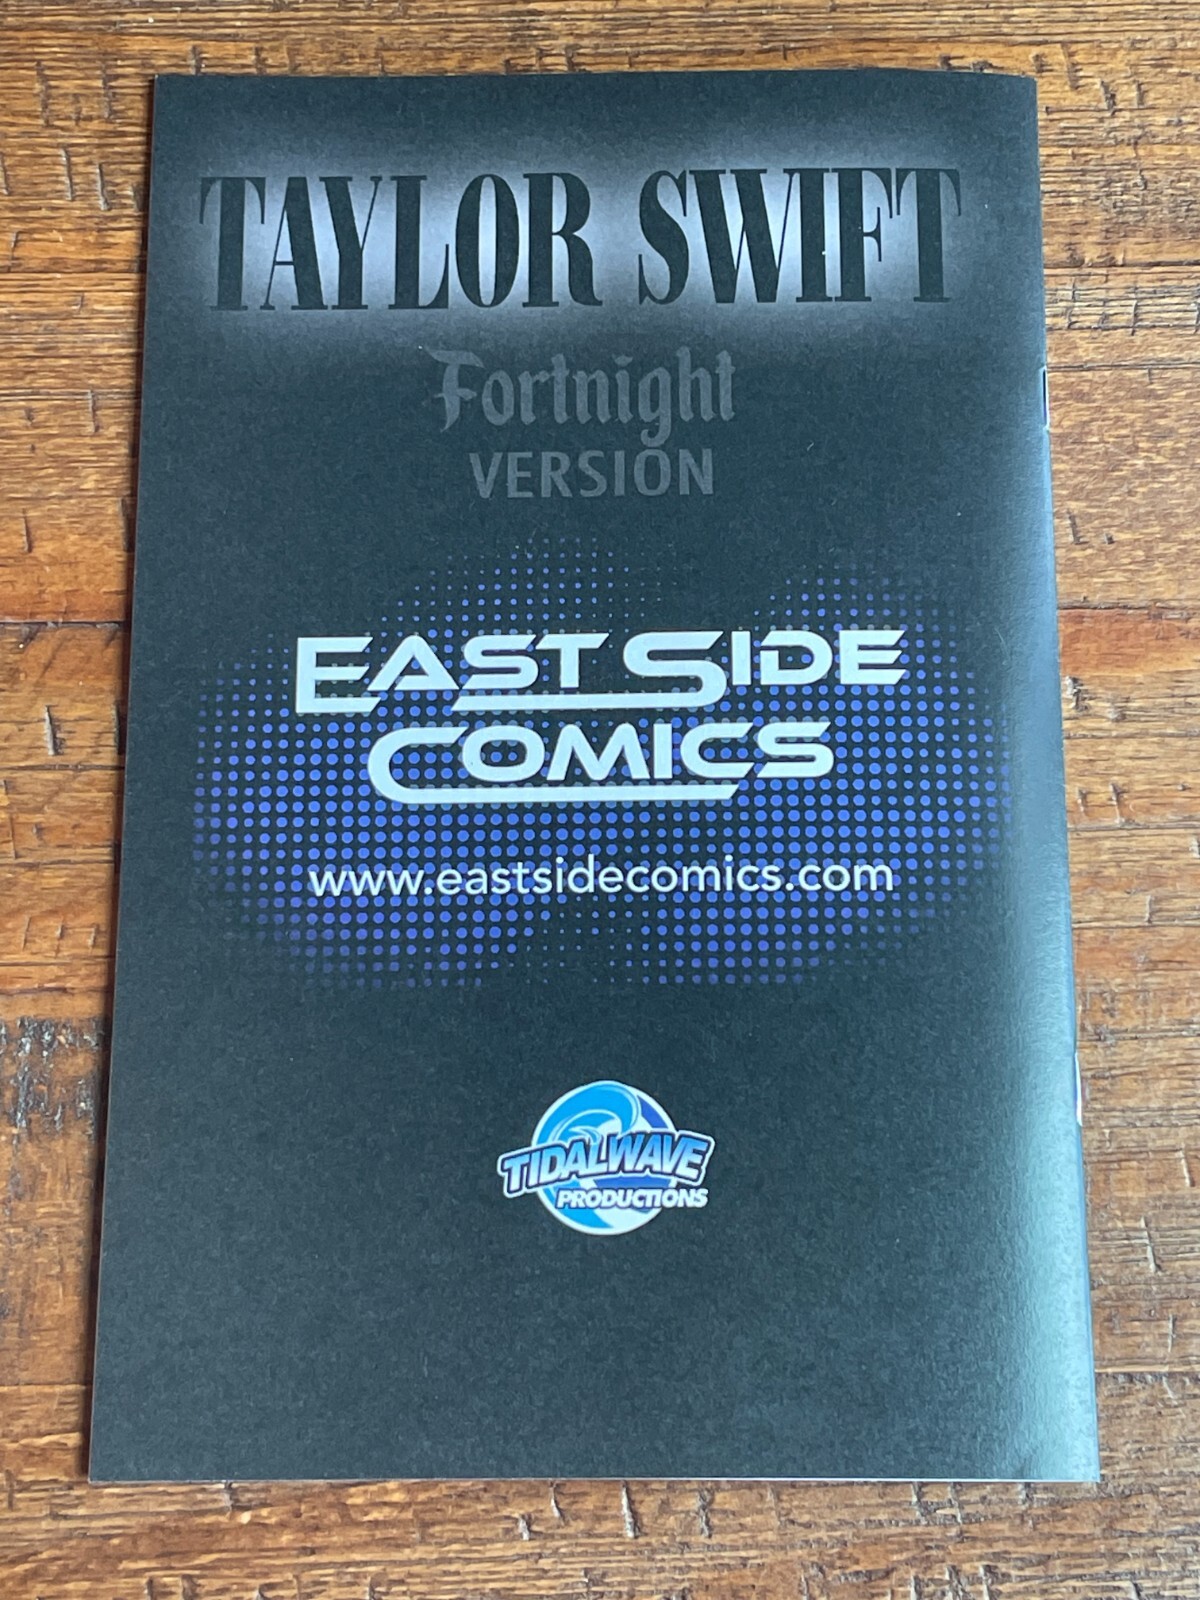 TAYLOR SWIFT
Fortnight
VERSION
EAST SIDE
COMICS
www.eastsidecomics.com
TIDALWAVE
PRODUCTIONS